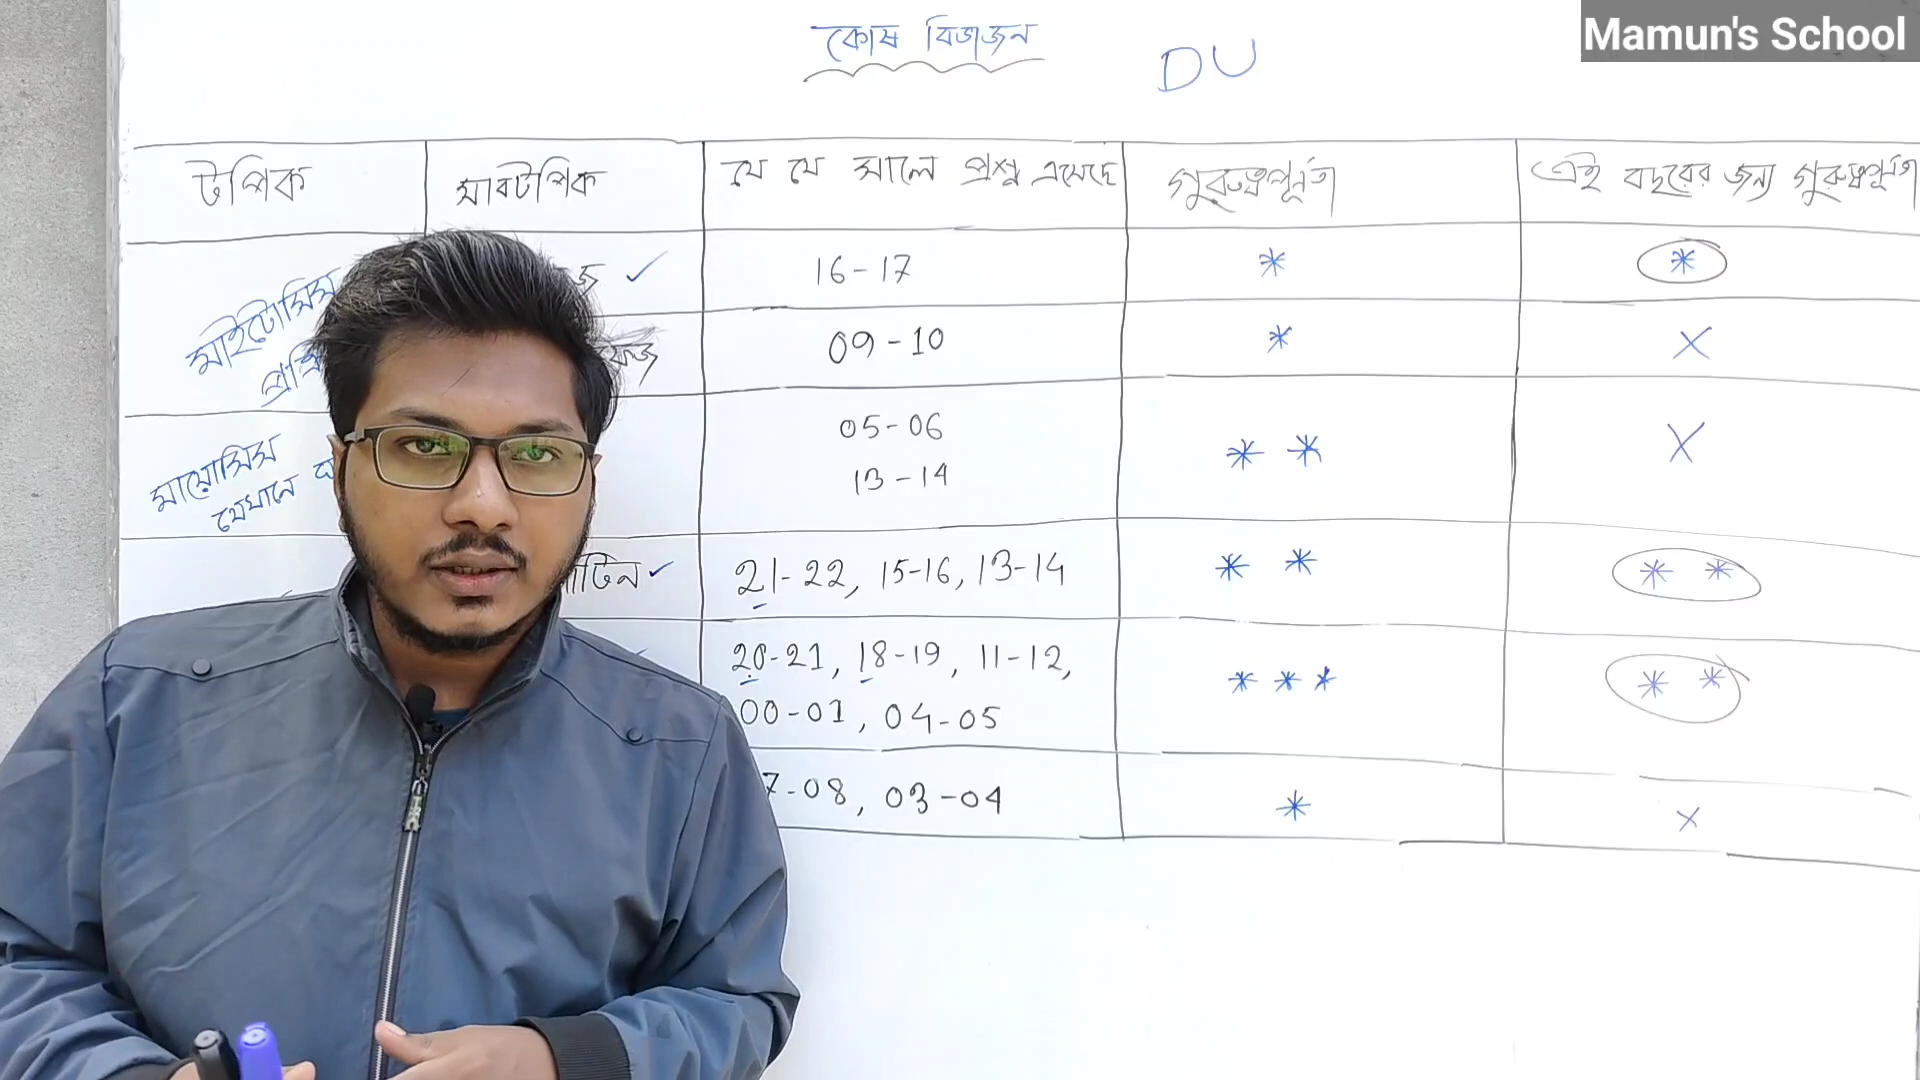 Mamun's School
কোষ বিভাজন
DU
টপিক সাবটপিক যে যে সালে প্রশ্ন এসেছে গুরুত্বপূর্ণতা এই বছরের জন্য গুরুত্বপূর্ণতা
মাইটোসিস
16-17 * *
09-10 * X
মায়োসিস
যেখানে
05-06
13-14
** X
21-22, 15-16, 13-14 ** **
20-21, 18-19, 11-12,
00-01, 04-05
*** **
7-08, 03-04 * X